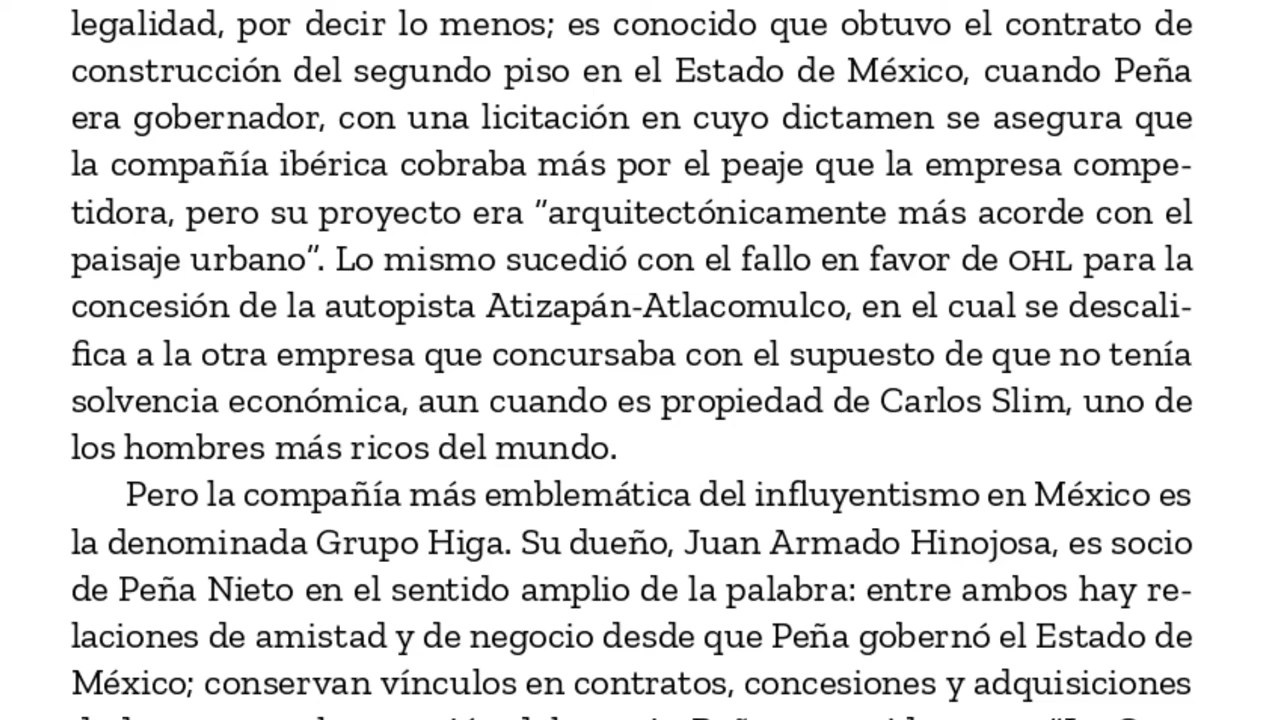 legalidad, por decir lo menos; es conocido que obtuvo el contrato de
construcción del segundo piso en el Estado de México, cuando Peña
era gobernador, con una licitación en cuyo dictamen se asegura que
la compañía ibérica cobraba más por el peaje que la empresa compe-
tidora, pero su proyecto era “arquitectónicamente más acorde con el
paisaje urbano”. Lo mismo sucedió con el fallo en favor de OHL para la
concesión de la autopista Atizapán-Atlacomulco, en el cual se descali-
fica a la otra empresa que concursaba con el supuesto de que no tenía
solvencia económica, aun cuando es propiedad de Carlos Slim, uno de
los hombres más ricos del mundo.
Pero la compañía más emblemática del influyentismo en México es
la denominada Grupo Higa. Su dueño, Juan Armado Hinojosa, es socio
de Peña Nieto en el sentido amplio de la palabra: entre ambos hay re-
laciones de amistad y de negocio desde que Peña gobernó el Estado de
México; conservan vínculos en contratos, concesiones y adquisiciones